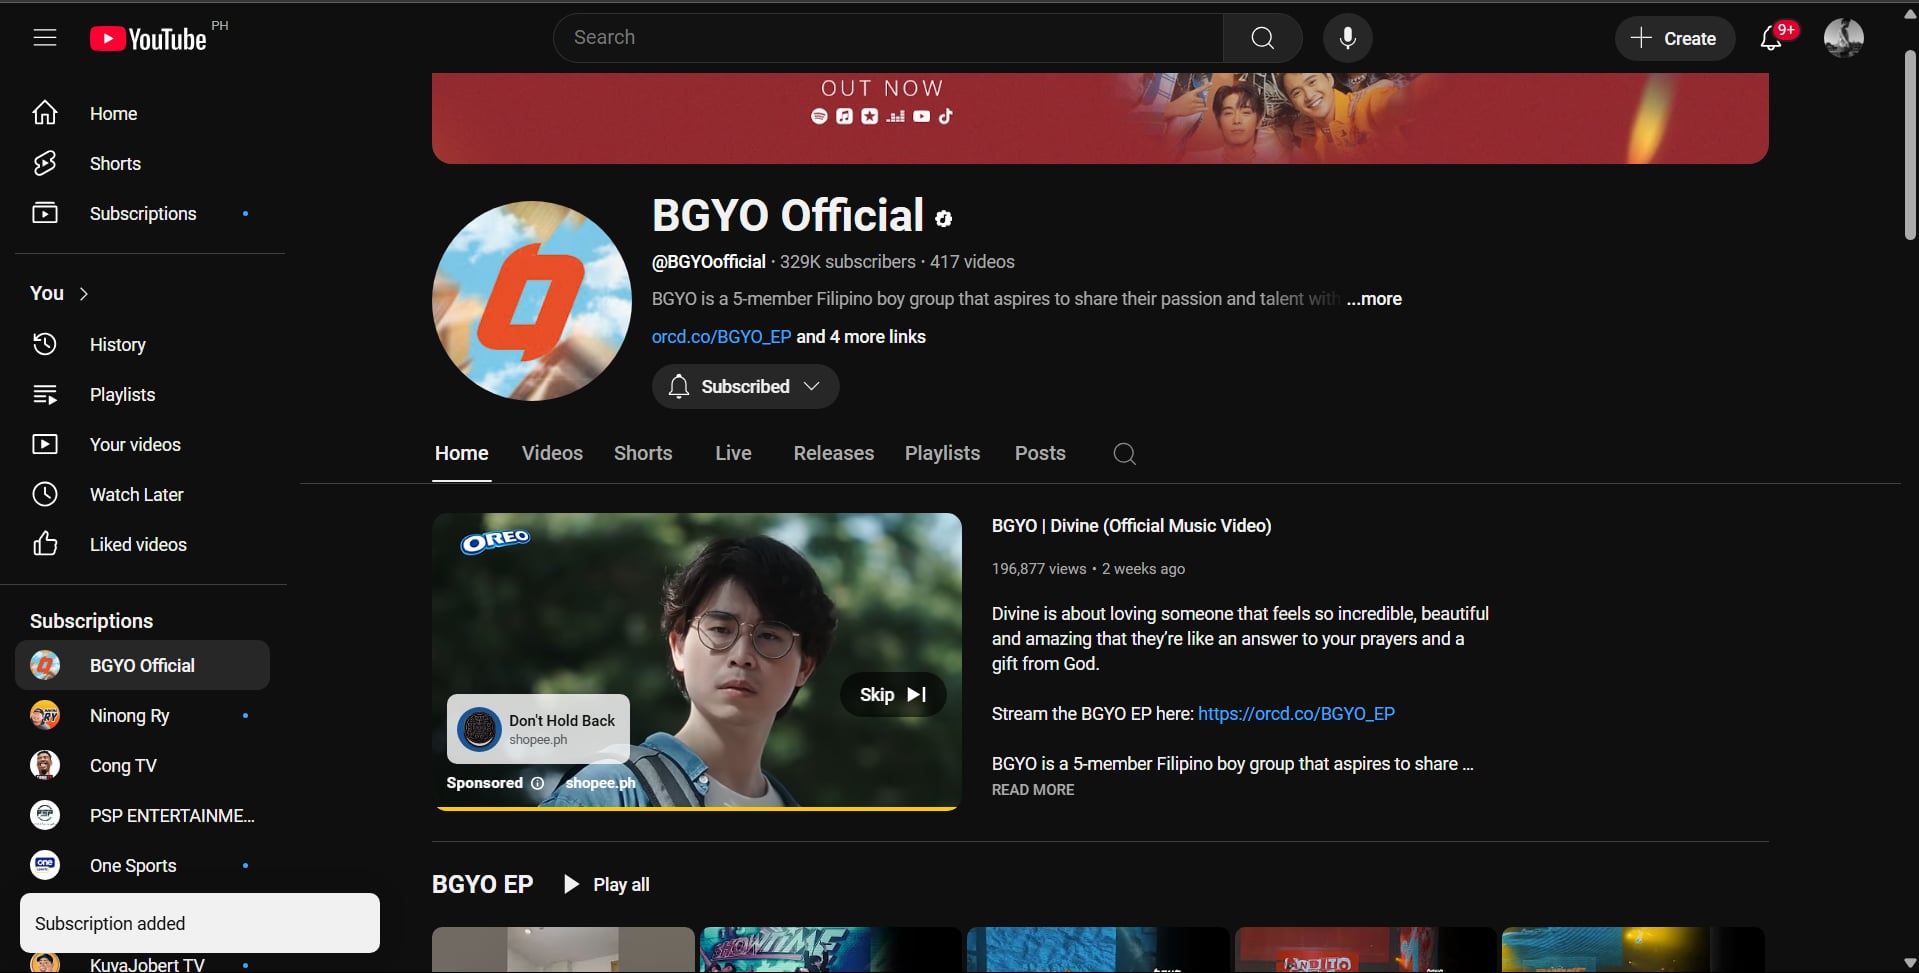 YouTube PH
Search
Create
9+
Home
Shorts
Subscriptions
You
History
Playlists
Your videos
Watch Later
Liked videos
Subscriptions
BGYO Official
Ninong Ry
Cong TV
PSP ENTERTAINME...
One Sports
Subscription added
KuyaJobert TV
OUT NOW
BGYO Official
@BGYOofficial · 329K subscribers · 417 videos
BGYO is a 5-member Filipino boy group that aspires to share their passion and talent with ...more
orcd.co/BGYO_EP and 4 more links
Subscribed
Home Videos Shorts Live Releases Playlists Posts
OREO
Skip
Don't Hold Back
shopee.ph
Sponsored shopee.ph
BGYO | Divine (Official Music Video)
196,877 views • 2 weeks ago
Divine is about loving someone that feels so incredible, beautiful
and amazing that they’re like an answer to your prayers and a
gift from God.
Stream the BGYO EP here: https://orcd.co/BGYO_EP
BGYO is a 5-member Filipino boy group that aspires to share ...
READ MORE
BGYO EP Play all
SHOWTIME